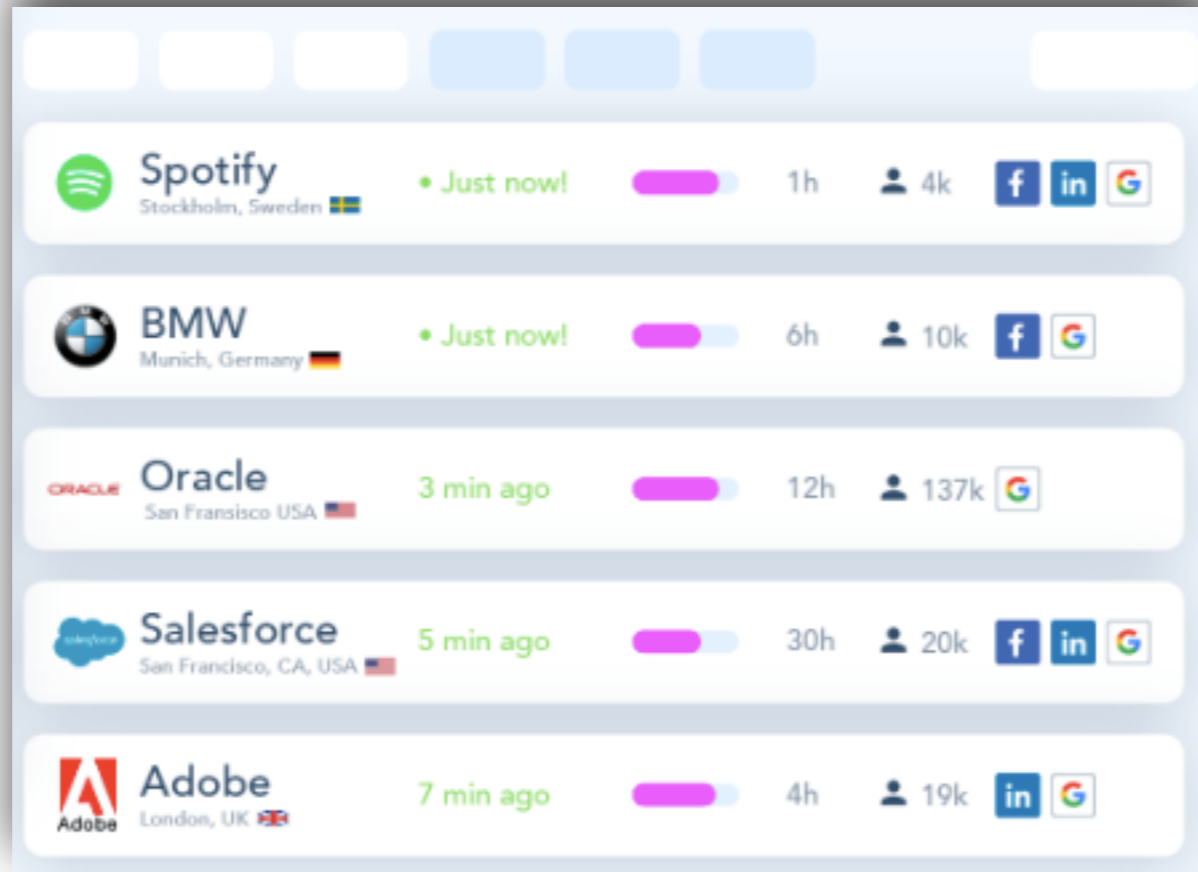 Spotify
Stockholm, Sweden
• Just now!
1h
4k
f in G
BMW
Munich, Germany
• Just now!
6h
10k
f G
ORACLE
Oracle
San Fransisco USA
3 min ago
12h
137k
G
salesforce
Salesforce
San Francisco, CA, USA
5 min ago
30h
20k
f in G
Adobe
Adobe
London, UK
7 min ago
4h
19k
in G